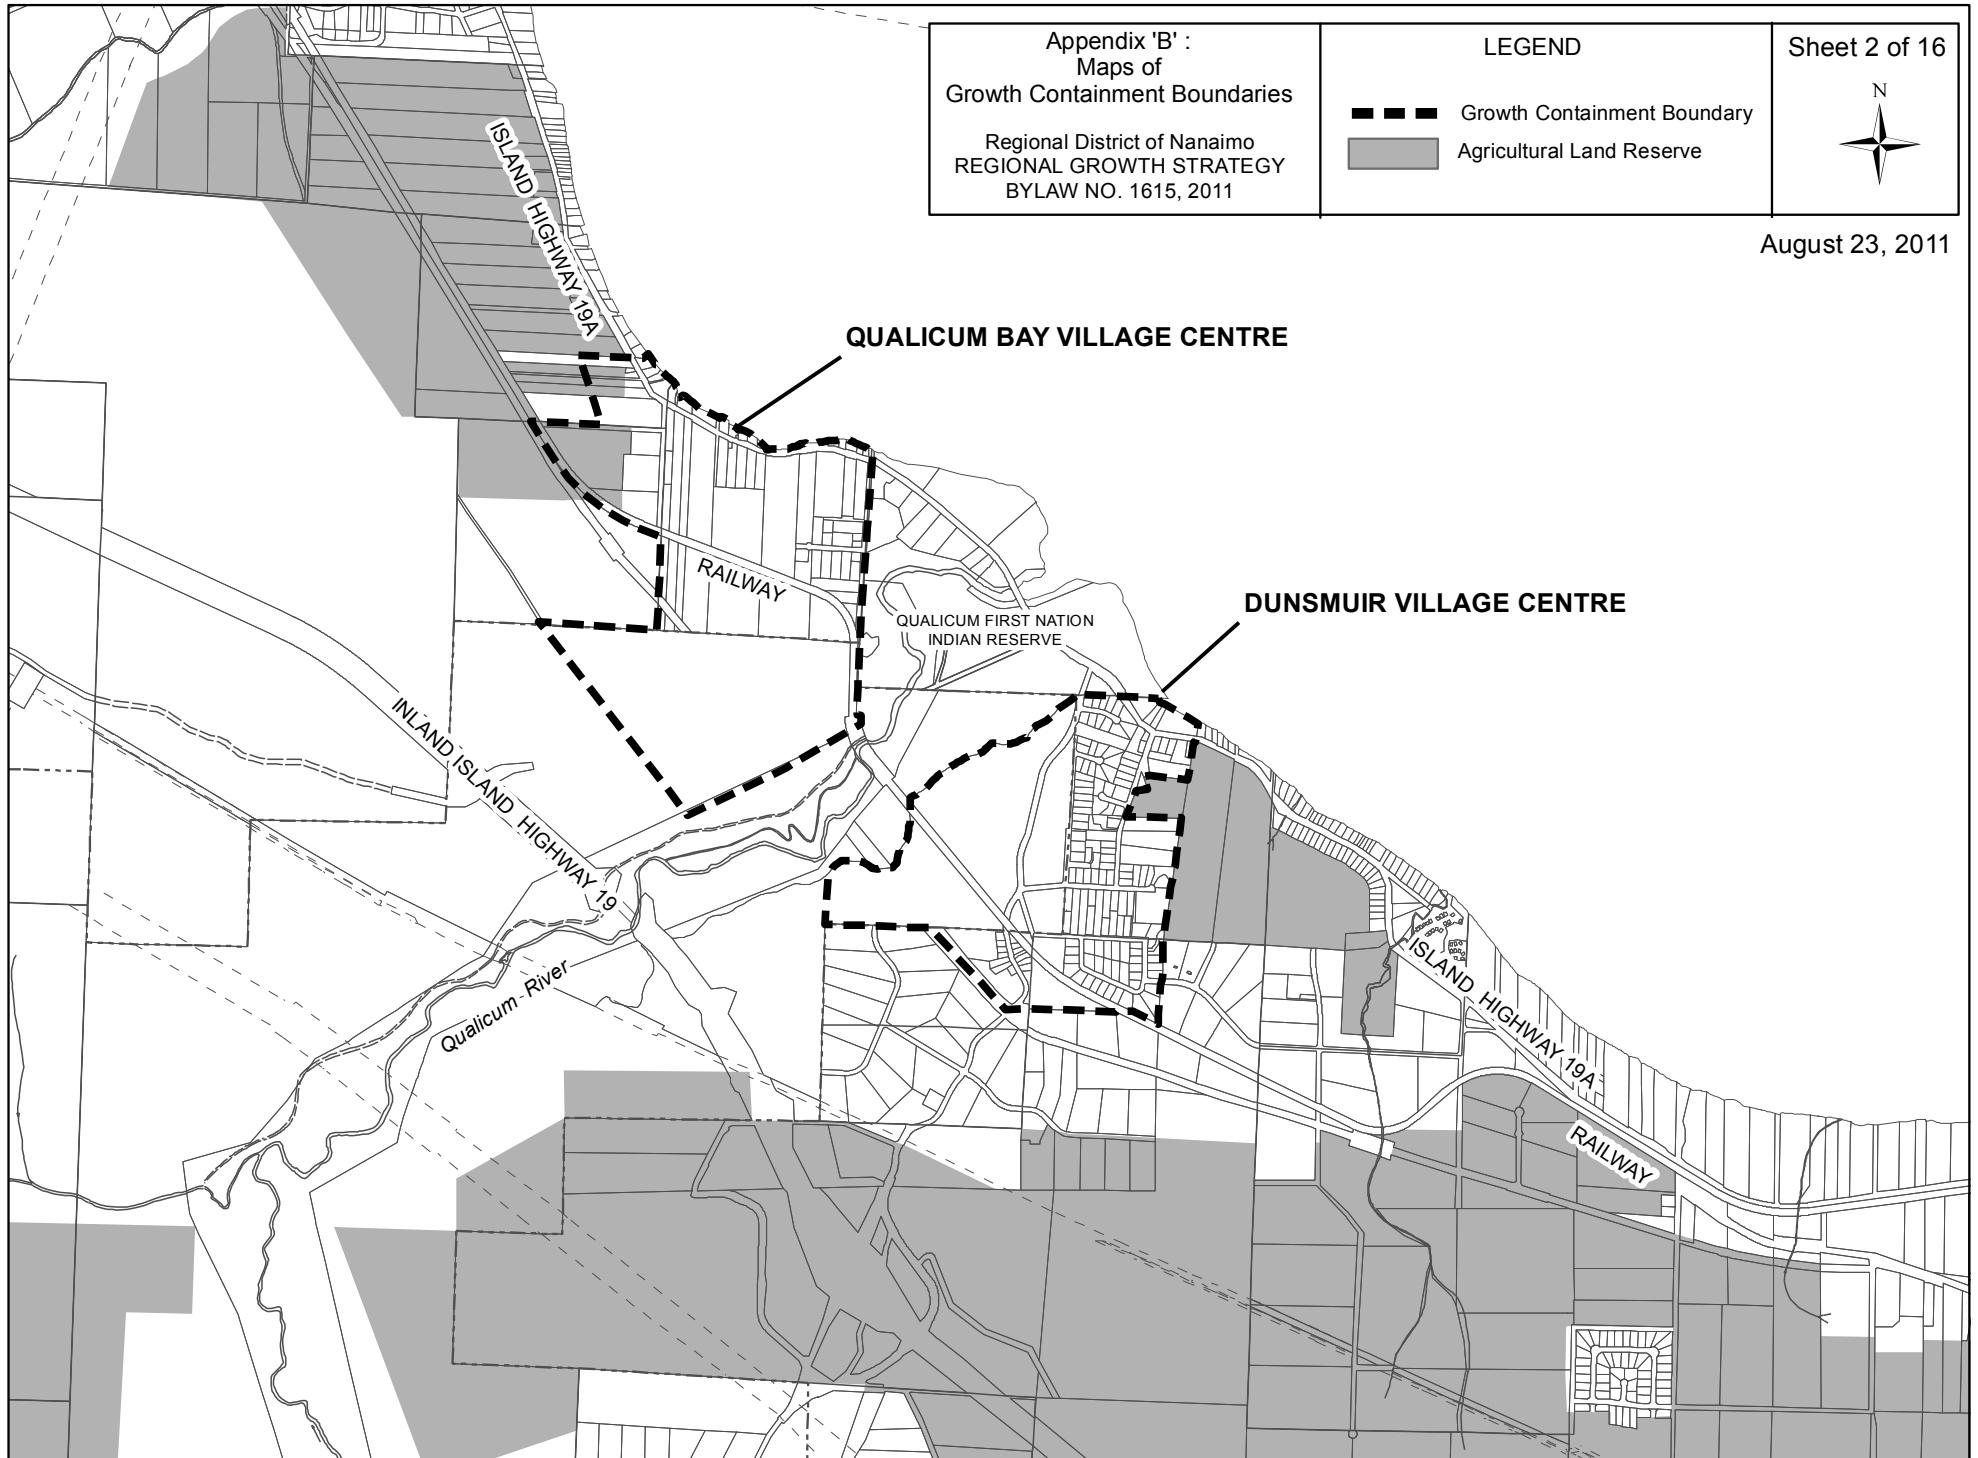 Appendix 'B' :
Maps of
Growth Containment Boundaries
Regional District of Nanaimo
REGIONAL GROWTH STRATEGY
BYLAW NO. 1615, 2011
LEGEND
Growth Containment Boundary
Agricultural Land Reserve
Sheet 2 of 16
N
August 23, 2011
ISLAND HIGHWAY 19A
QUALICUM BAY VILLAGE CENTRE
RAILWAY
DUNSMUIR VILLAGE CENTRE
QUALICUM FIRST NATION
INDIAN RESERVE
INLAND ISLAND HIGHWAY 19
Qualicum River
ISLAND HIGHWAY 19A
RAILWAY